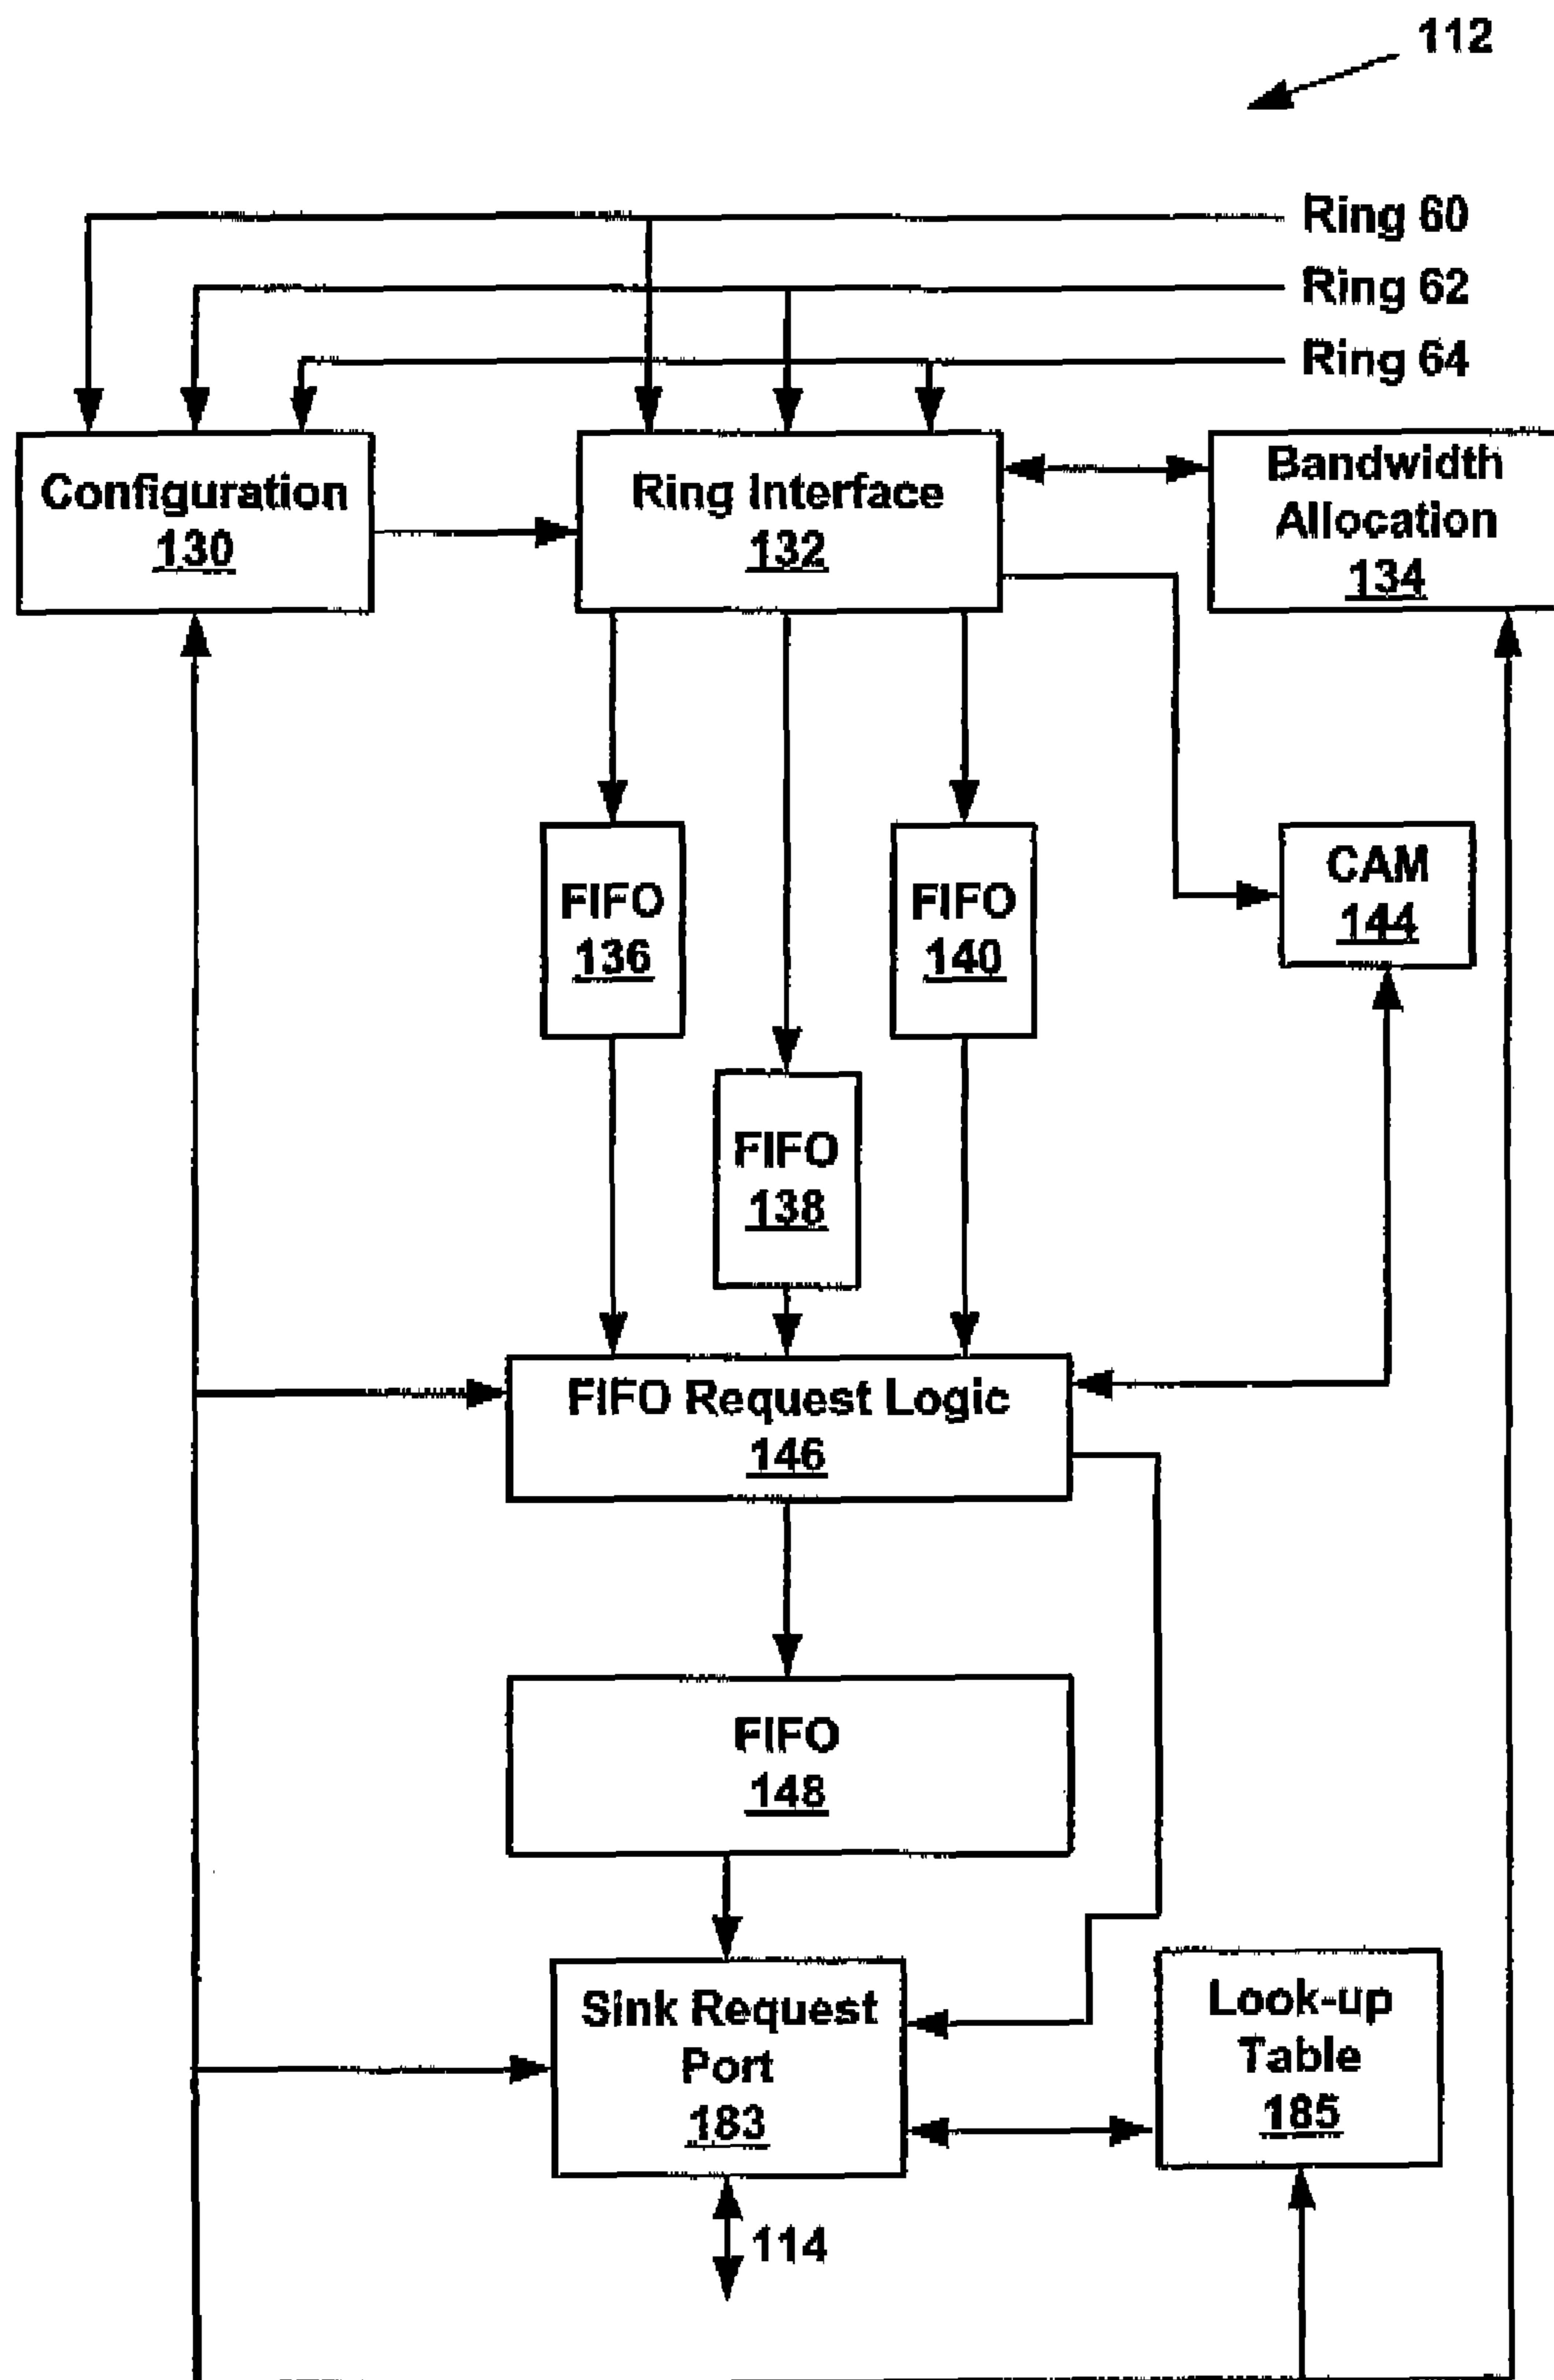 112
Ring 60
Ring 62
Ring 64
Configuration
130
Ring Interface
132
Bandwidth
Allocation
134
FIFO
136
FIFO
140
CAM
144
FIFO
138
FIFO Request Logic
146
FIFO
148
Sink Request
Port
183
Look-up
Table
185
114